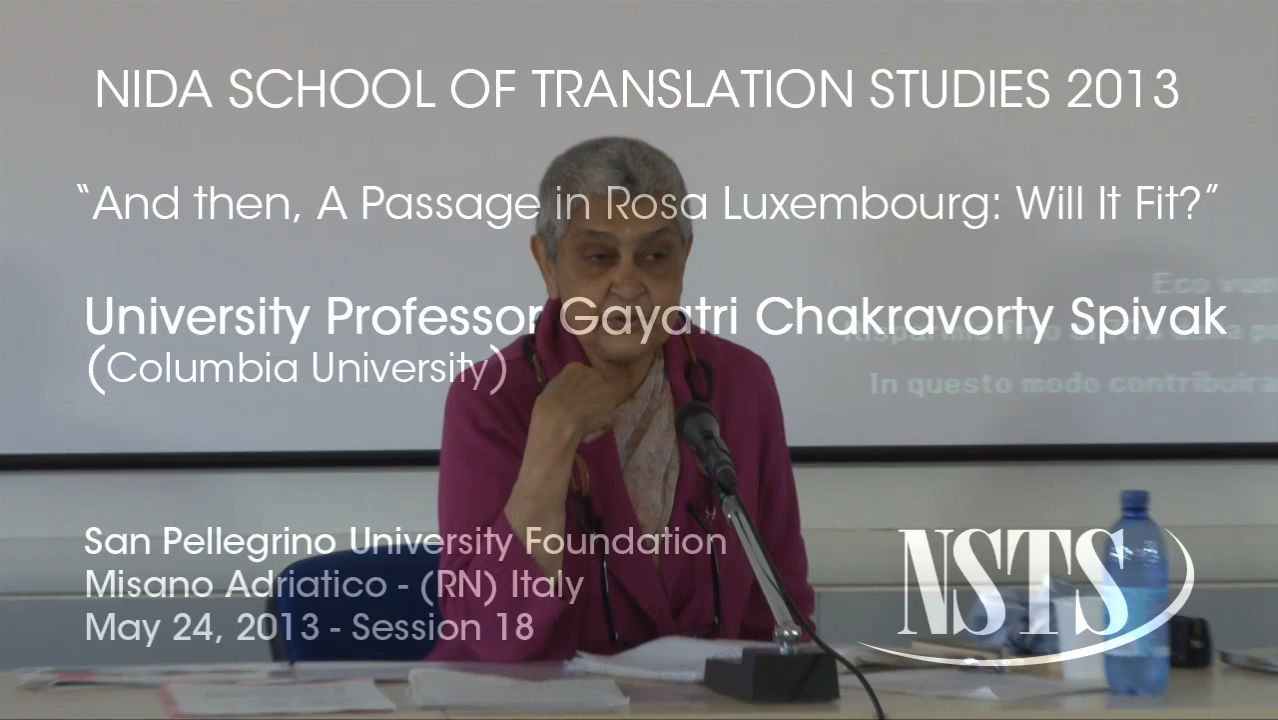 NIDA SCHOOL OF TRANSLATION STUDIES 2013
“And then, A Passage in Rosa Luxembourg: Will It Fit?”
University Professor Gayatri Chakravorty Spivak
(Columbia University)
Eco
Risparmia fino
In questo modo contribuira
San Pellegrino University Foundation
Misano Adriatico - (RN) Italy
May 24, 2013 - Session 18
NSTS